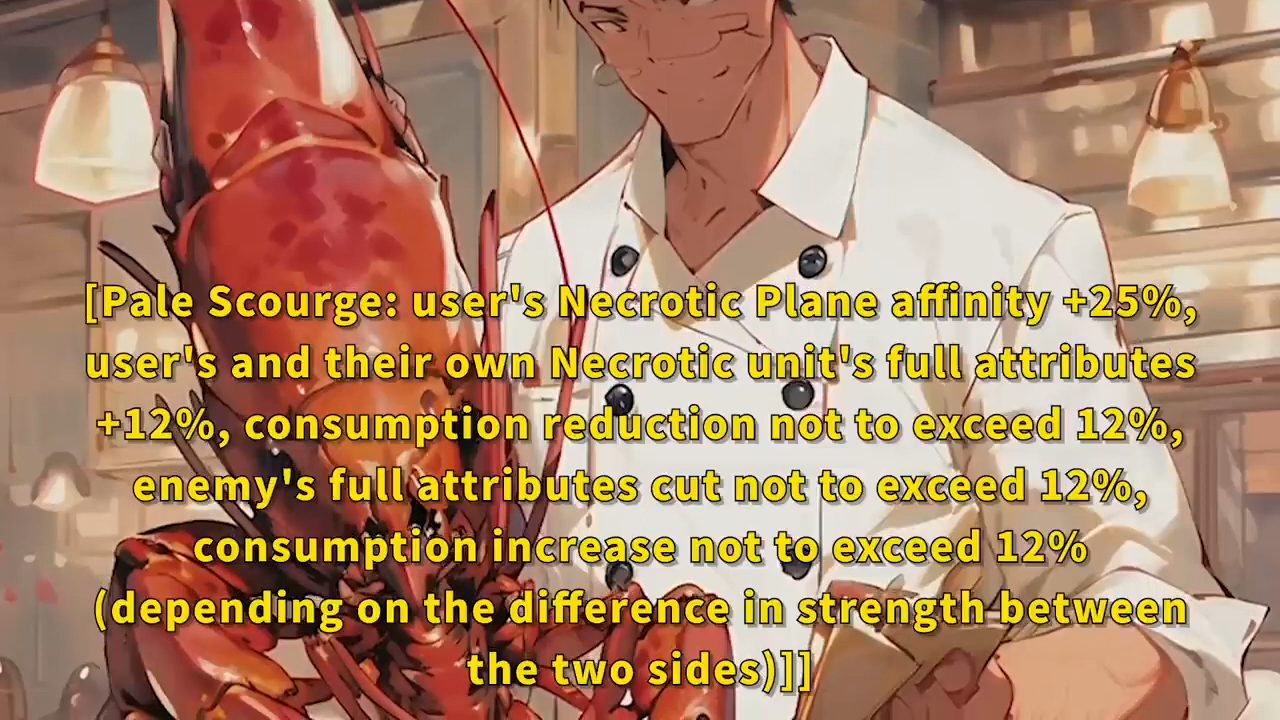 [Pale Scourge: user's Necrotic Plane affinity +25%,
user's and their own Necrotic unit's full attributes
+12%, consumption reduction not to exceed 12%,
enemy's full attributes cut not to exceed 12%,
consumption increase not to exceed 12%
(depending on the difference in strength between
the two sides)]]